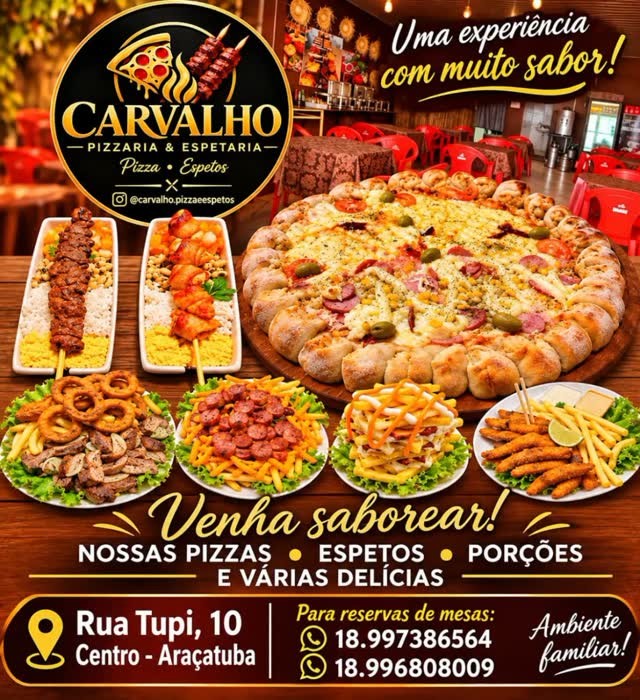 CARVALHO
PIZZARIA & ESPETARIA
Pizza • Espetos
@carvalho.pizzaeespetos
Uma experiência
com muito sabor!
Venha saborear!
NOSSAS PIZZAS • ESPETOS • PORÇÕES
E VÁRIAS DELÍCIAS
Rua Tupi, 10
Centro - Araçatuba
Para reservas de mesas:
18.997386564
18.996808009
Ambiente
familiar!